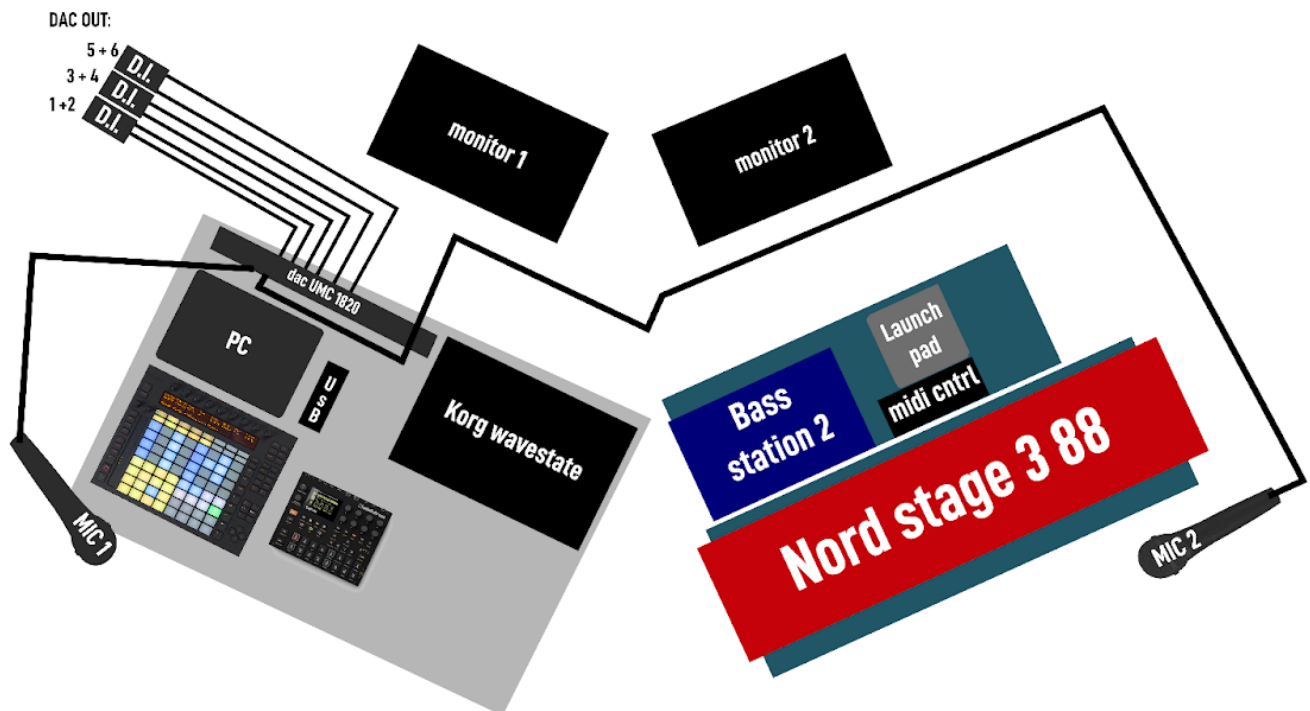 DAC OUT:
5 + 6
D.I.
3 + 4
D.I.
1 +2
D.I.
monitor 1
monitor 2
dac UMC 1820
PC
USB
Korg wavestate
Launch
pad
midi cntrl
Bass
station 2
Nord stage 3 88
MIC 1
MIC 2